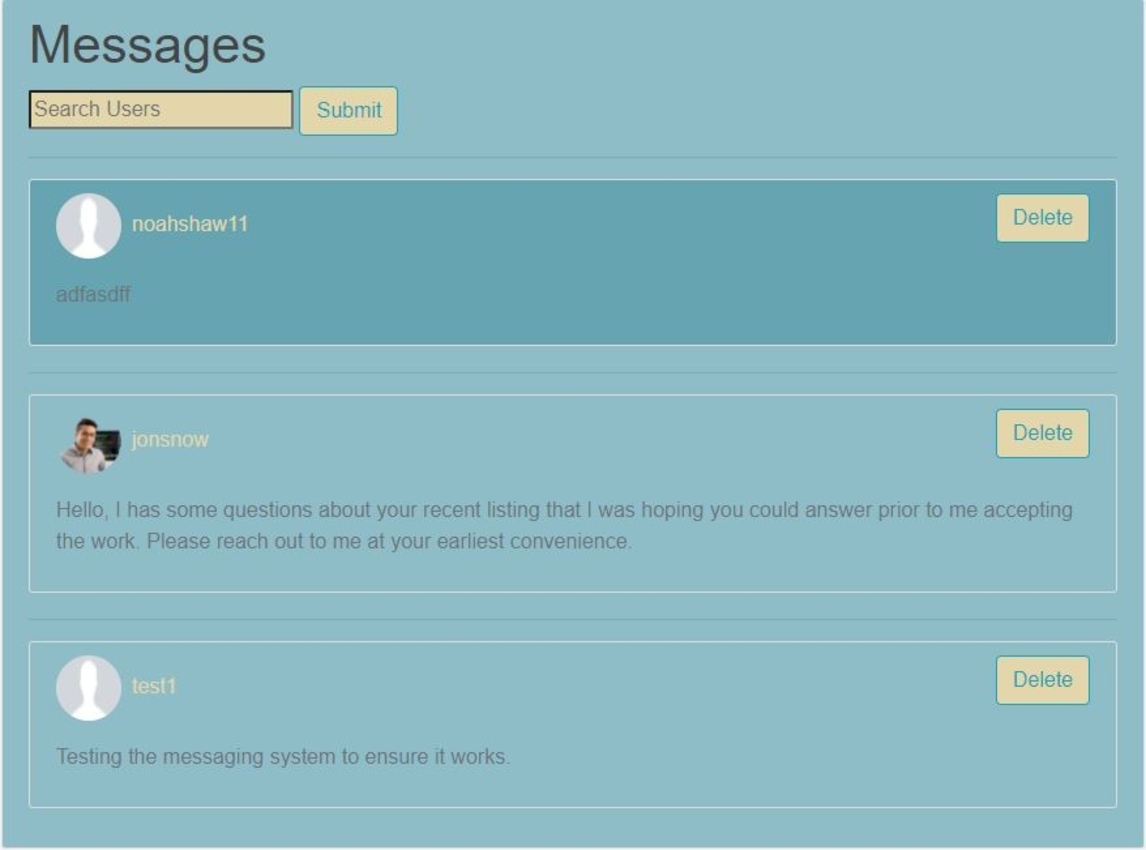 Messages
Search Users Submit
noahshaw11 Delete
adfasdff
jonsnow Delete
Hello, I has some questions about your recent listing that I was hoping you could answer prior to me accepting
the work. Please reach out to me at your earliest convenience.
test1 Delete
Testing the messaging system to ensure it works.